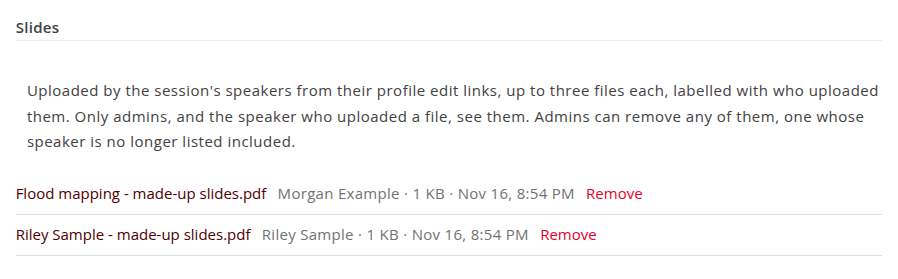 Slides
Uploaded by the session's speakers from their profile edit links, up to three files each, labelled with who uploaded
them. Only admins, and the speaker who uploaded a file, see them. Admins can remove any of them, one whose
speaker is no longer listed included.
Flood mapping - made-up slides.pdf Morgan Example · 1 KB · Nov 16, 8:54 PM Remove
Riley Sample - made-up slides.pdf Riley Sample · 1 KB · Nov 16, 8:54 PM Remove